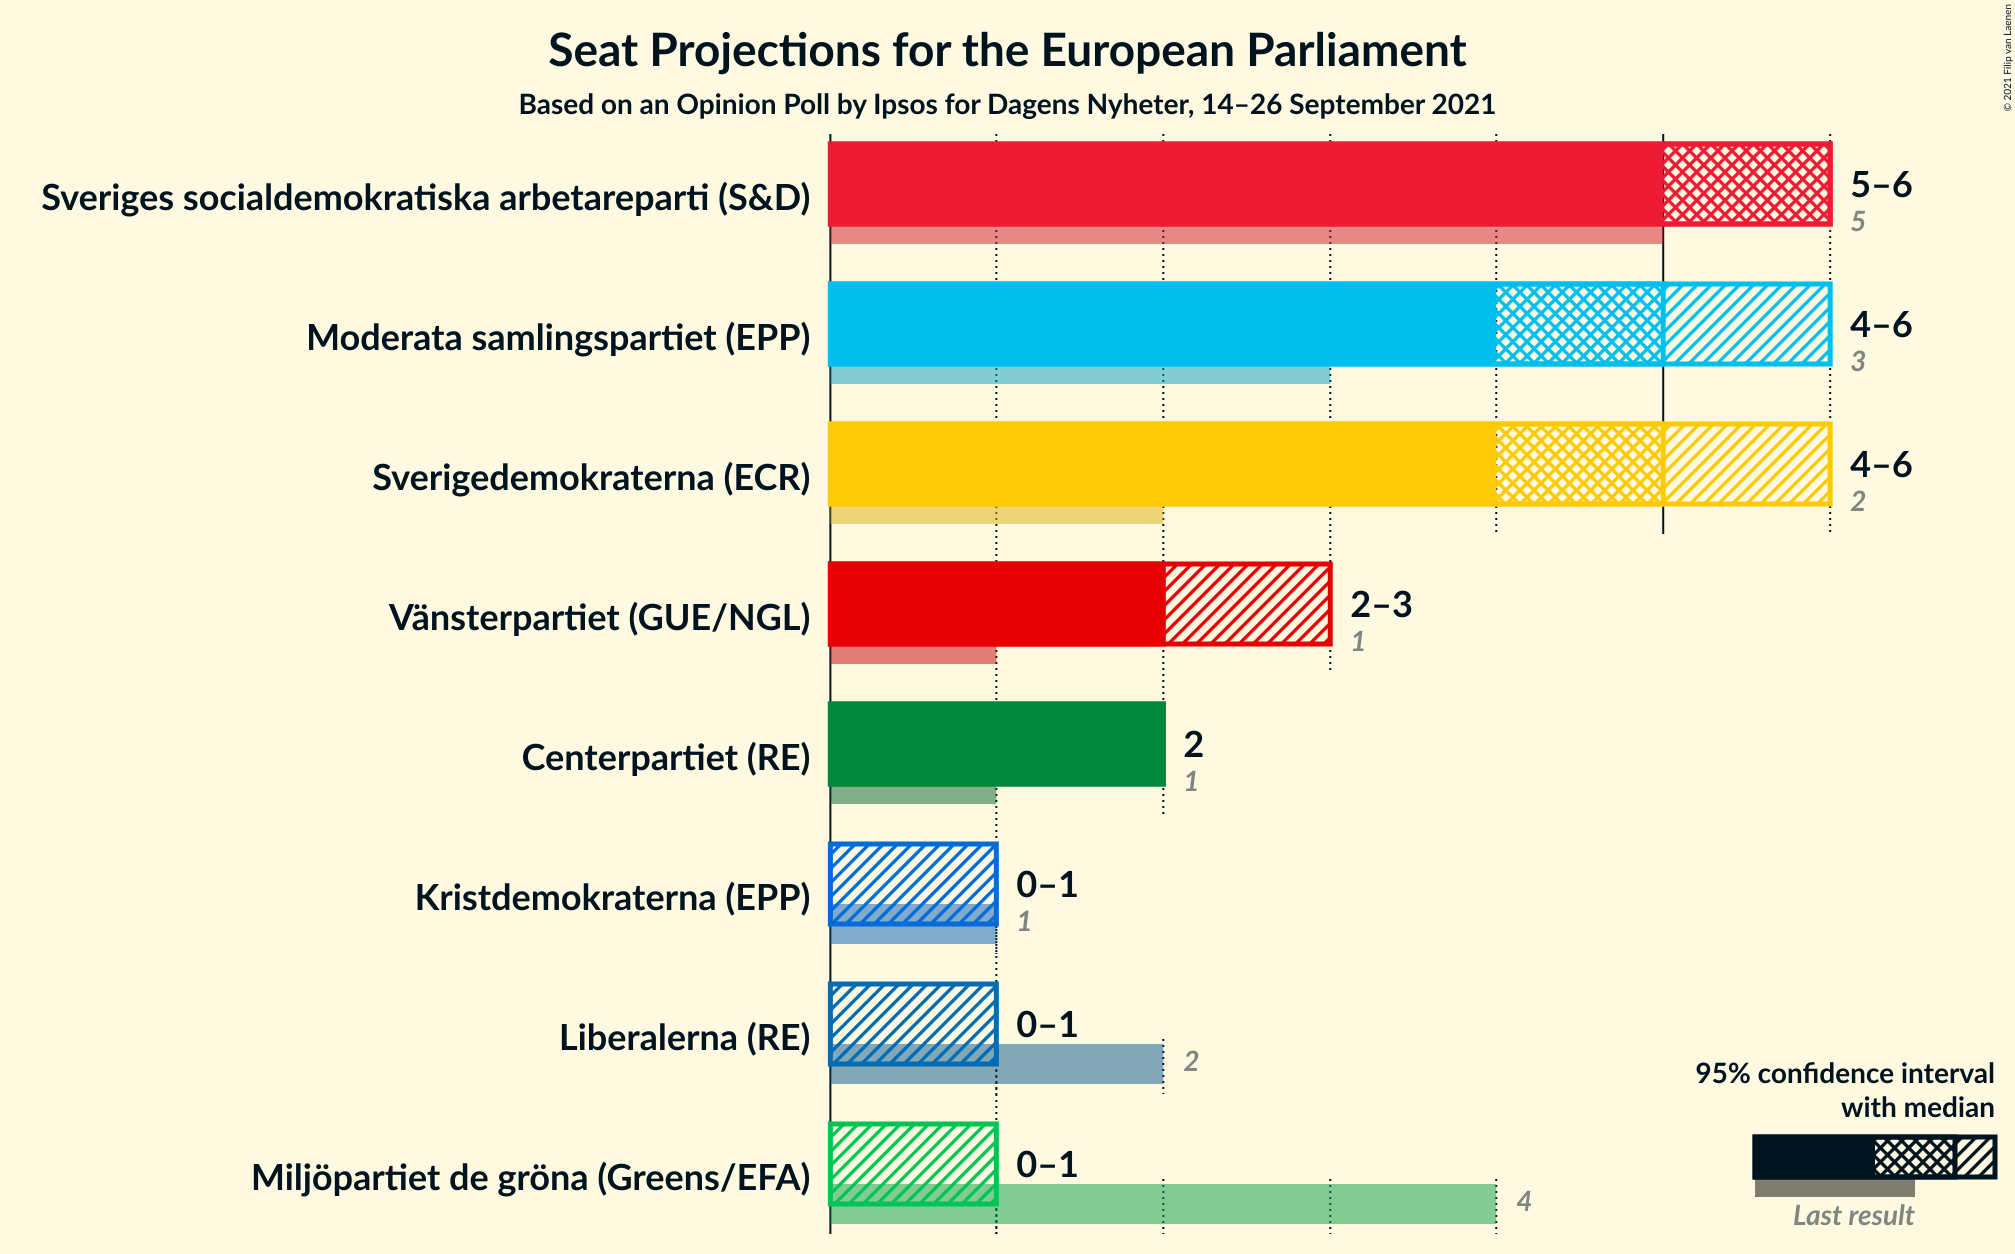 Seat Projections for the European Parliament
Based on an Opinion Poll by Ipsos for Dagens Nyheter, 14–26 September 2021
© 2021 Filip van Laenen
Sveriges socialdemokratiska arbetareparti (S&D)
5–6
5
Moderata samlingspartiet (EPP)
4–6
3
Sverigedemokraterna (ECR)
4–6
2
Vänsterpartiet (GUE/NGL)
2–3
1
Centerpartiet (RE)
2
1
Kristdemokraterna (EPP)
0–1
1
Liberalerna (RE)
0–1
2
Miljöpartiet de gröna (Greens/EFA)
0–1
4
95% confidence interval
with median
Last result